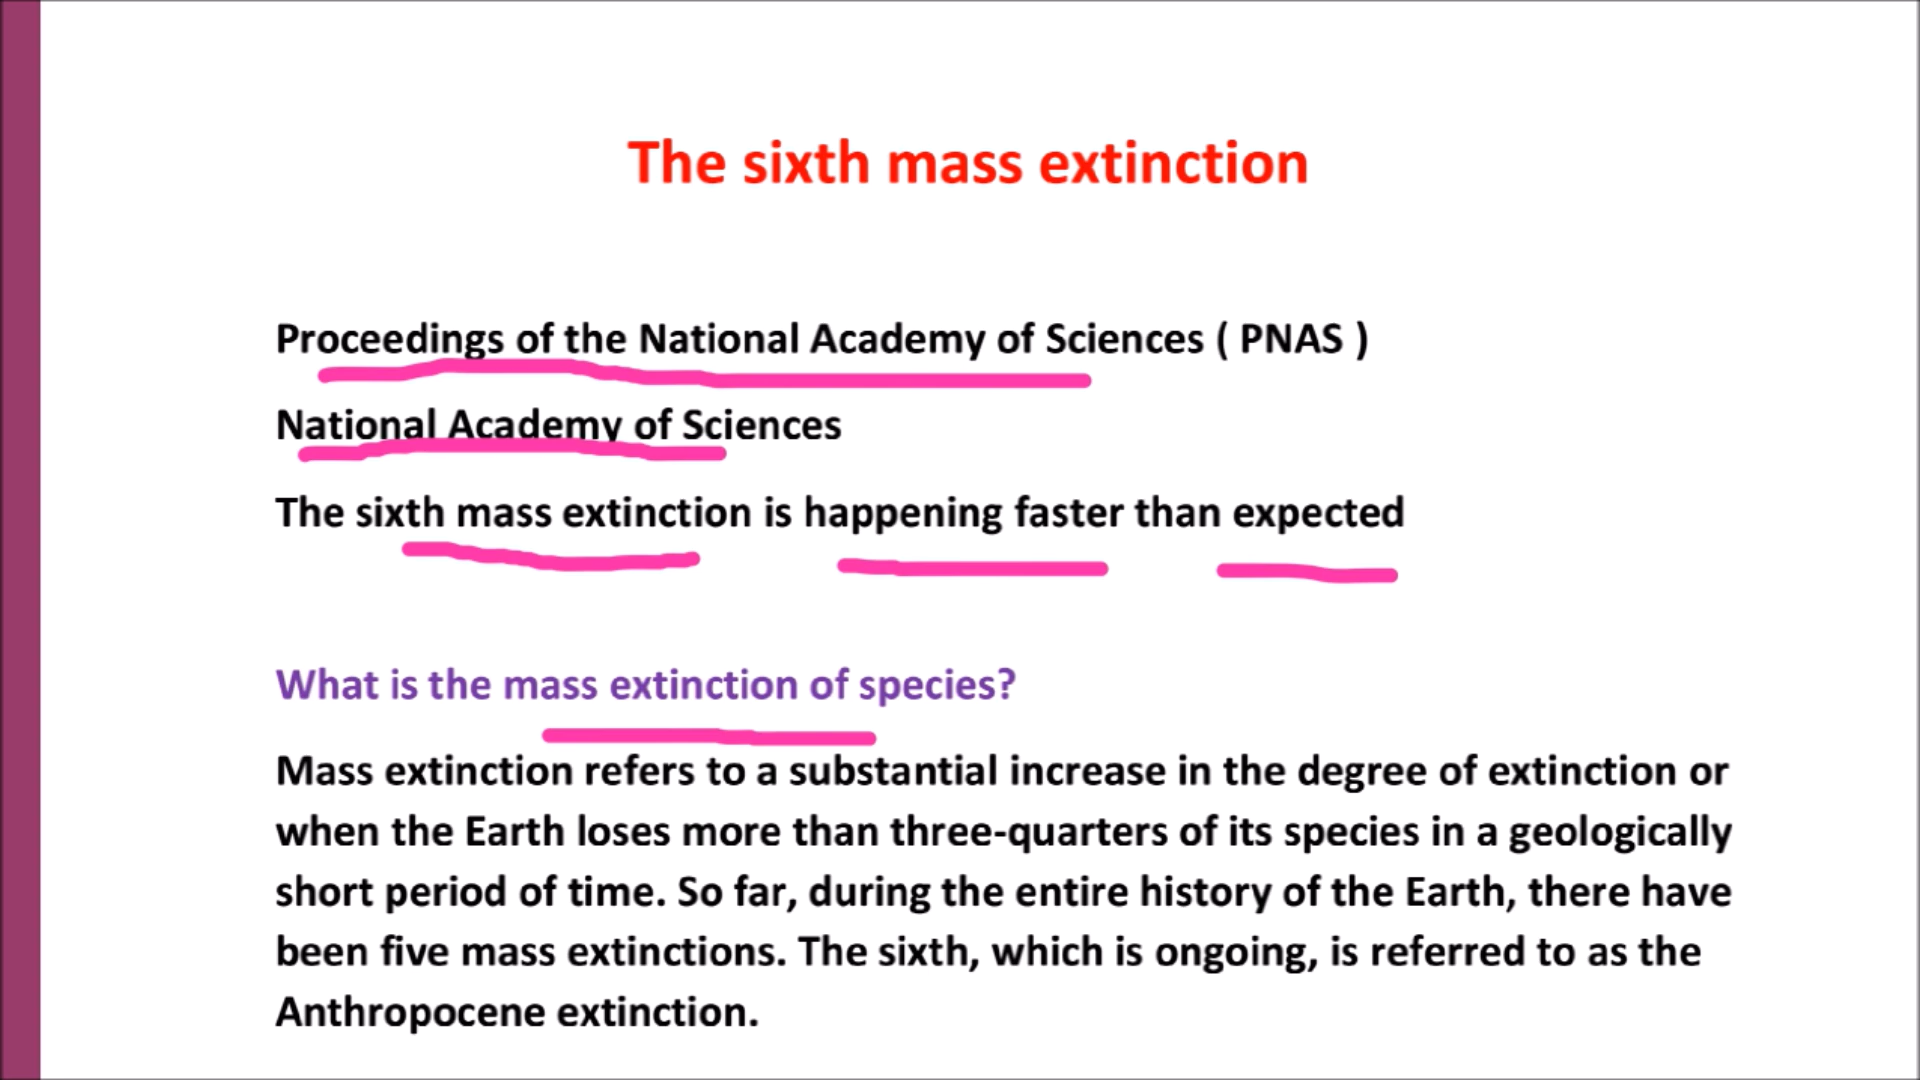 The sixth mass extinction
Proceedings of the National Academy of Sciences ( PNAS )
National Academy of Sciences
The sixth mass extinction is happening faster than expected
What is the mass extinction of species?
Mass extinction refers to a substantial increase in the degree of extinction or
when the Earth loses more than three-quarters of its species in a geologically
short period of time. So far, during the entire history of the Earth, there have
been five mass extinctions. The sixth, which is ongoing, is referred to as the
Anthropocene extinction.